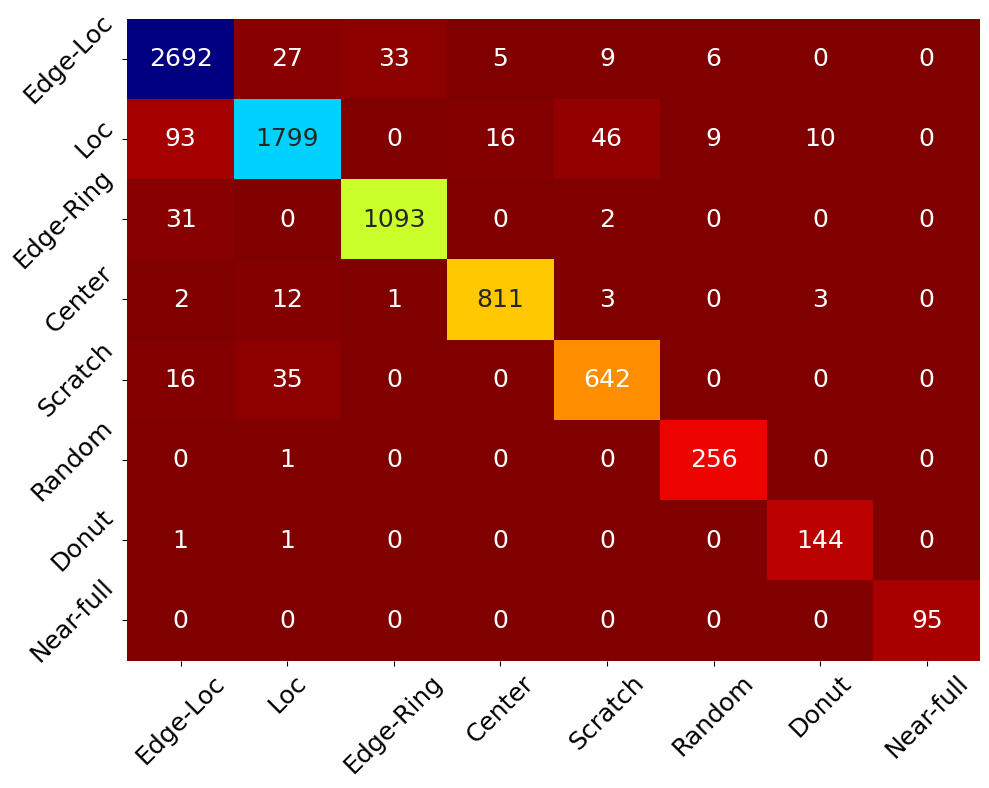 Edge-Loc 2692 27 33 5 9 6 0 0
Loc 93 1799 0 16 46 9 10 0
Edge-Ring 31 0 1093 0 2 0 0 0
Center 2 12 1 811 3 0 3 0
Scratch 16 35 0 0 642 0 0 0
Random 0 1 0 0 0 256 0 0
Donut 1 1 0 0 0 0 144 0
Near-full 0 0 0 0 0 0 0 95
Edge-Loc Loc Edge-Ring Center Scratch Random Donut Near-full